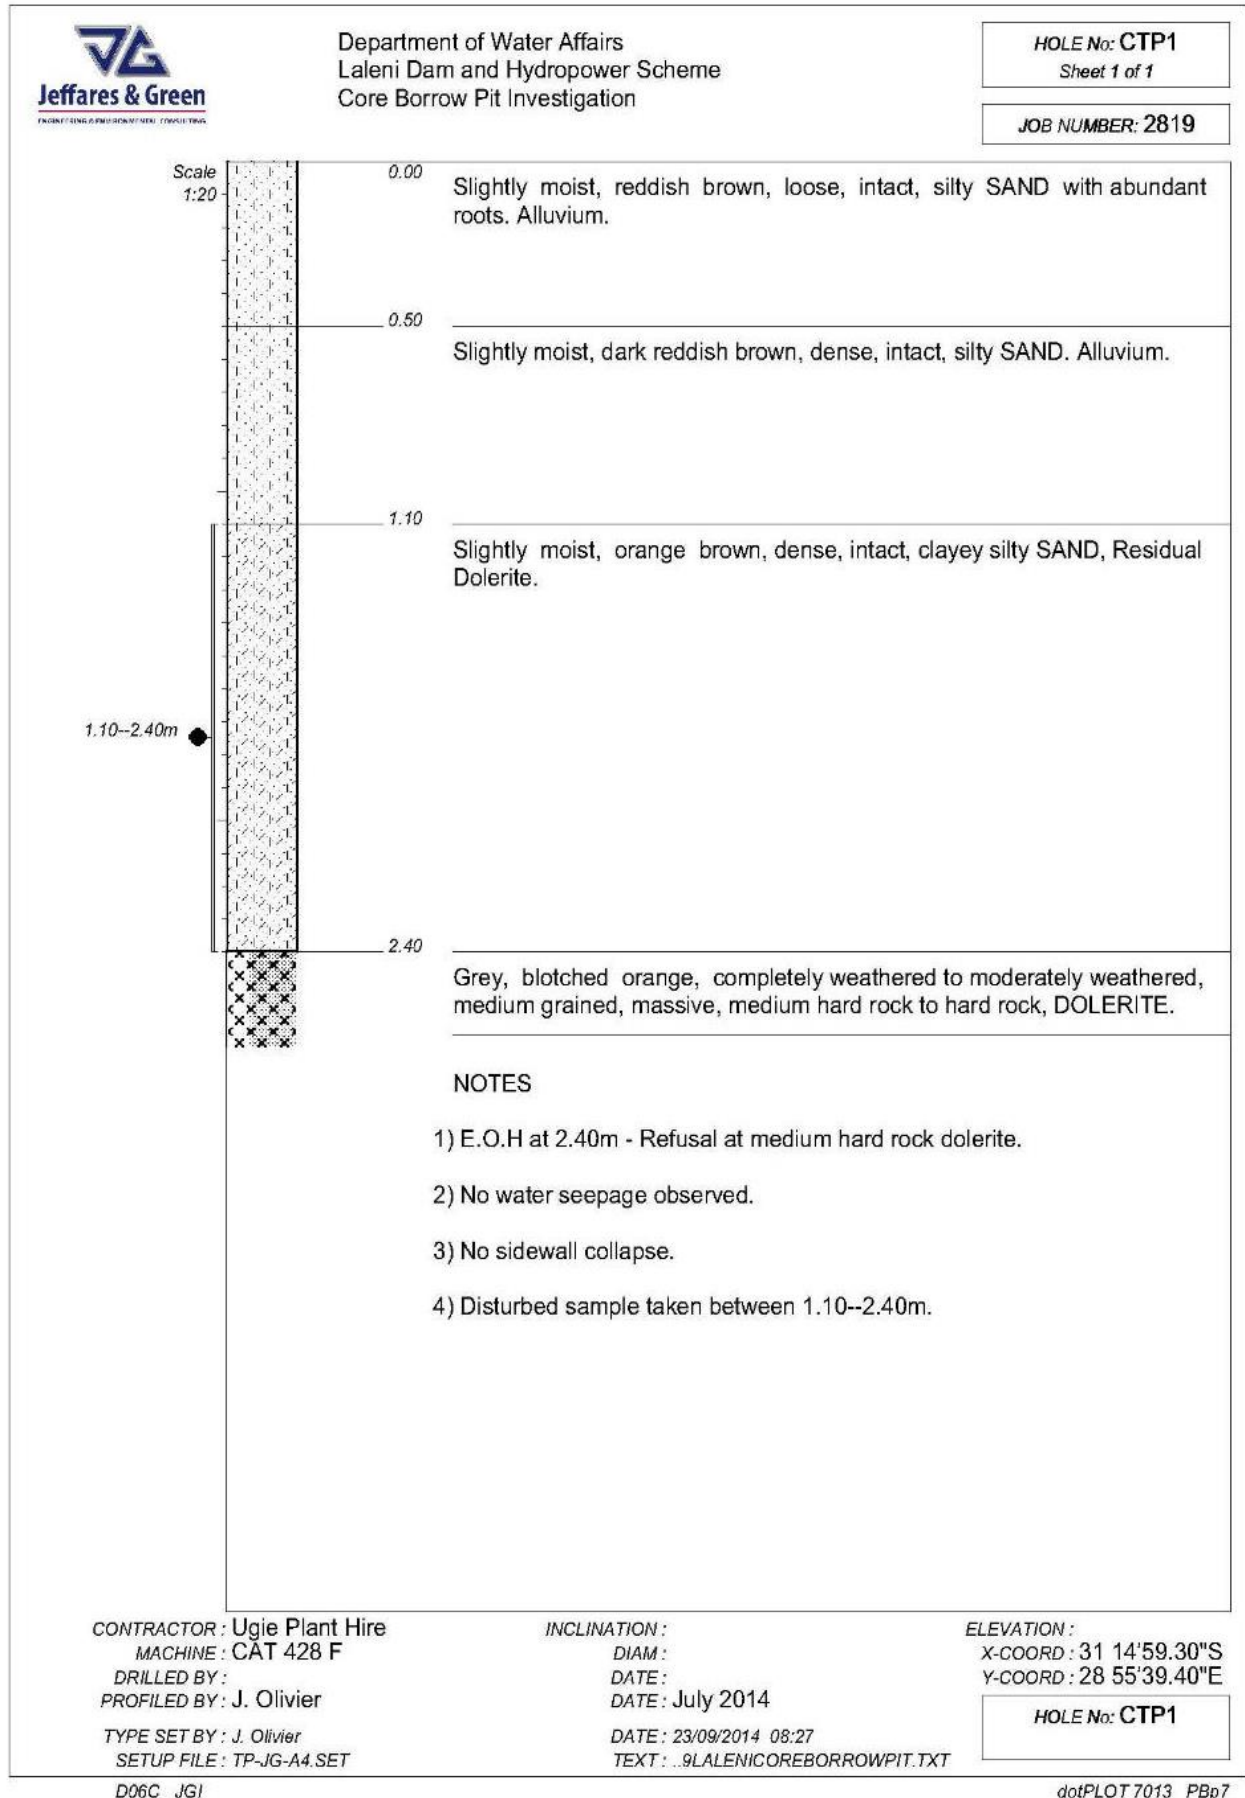 Jeffares & Green
ENGINEERING & ENVIRONMENTAL CONSULTING
Department of Water Affairs
Laleni Dam and Hydropower Scheme
Core Borrow Pit Investigation
HOLE No: CTP1
Sheet 1 of 1
JOB NUMBER: 2819
Scale
1:20
0.00
Slightly moist, reddish brown, loose, intact, silty SAND with abundant
roots. Alluvium.
0.50
Slightly moist, dark reddish brown, dense, intact, silty SAND. Alluvium.
1.10
Slightly moist, orange brown, dense, intact, clayey silty SAND, Residual
Dolerite.
1.10--2.40m
2.40
Grey, blotched orange, completely weathered to moderately weathered,
medium grained, massive, medium hard rock to hard rock, DOLERITE.
NOTES
1) E.O.H at 2.40m - Refusal at medium hard rock dolerite.
2) No water seepage observed.
3) No sidewall collapse.
4) Disturbed sample taken between 1.10--2.40m.
CONTRACTOR : Ugie Plant Hire
MACHINE : CAT 428 F
DRILLED BY :
PROFILED BY : J. Olivier
TYPE SET BY : J. Olivier
SETUP FILE : TP-JG-A4.SET
INCLINATION :
DIAM :
DATE :
DATE : July 2014
DATE : 23/09/2014 08:27
TEXT : ..9LALENICOREBORROWPIT.TXT
ELEVATION :
X-COORD : 31 14'59.30"S
Y-COORD : 28 55'39.40"E
HOLE No: CTP1
D06C JGI
dotPLOT 7013 PBp7